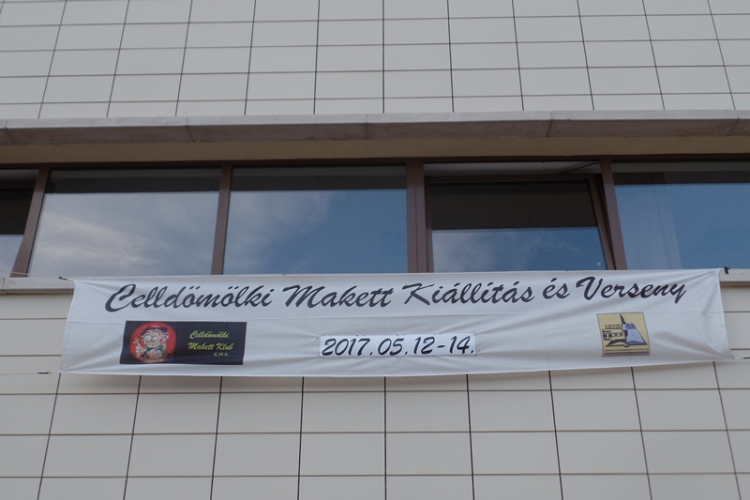 Celldömölki Makett Kiállítás és Verseny
Celldömölki
Makett Klub
2017.05.12-14.